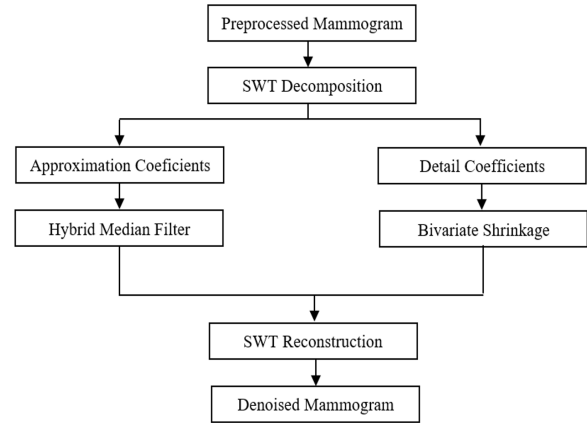 Preprocessed Mammogram
SWT Decomposition
Approximation Coeficients
Detail Coefficients
Hybrid Median Filter
Bivariate Shrinkage
SWT Reconstruction
Denoised Mammogram